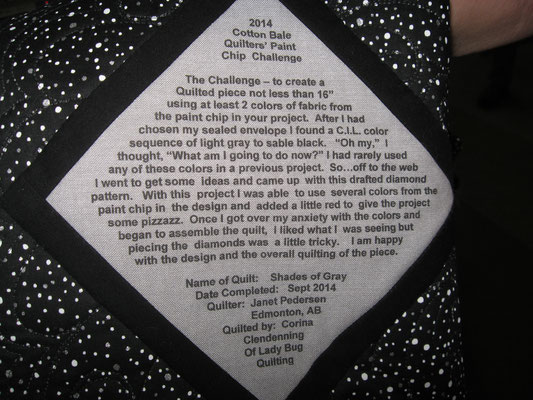 2014
Cotton Bale
Quilters' Paint
Chip Challenge
The Challenge – to create a
Quilted piece not less than 16"
using at least 2 colors of fabric from
the paint chip in your project. After I had
chosen my sealed envelope I found a C.I.L. color
sequence of light gray to sable black. "Oh my," I
thought, "What am I going to do now?" I had rarely used
any of these colors in a previous project. So...off to the web
I went to get some ideas and came up with this drafted diamond
pattern. With this project I was able to use several colors from the
paint chip in the design and added a little red to give the project
some pizzazz. Once I got over my anxiety with the colors and
began to assemble the quilt, I liked what I was seeing but
piecing the diamonds was a little tricky. I am happy
with the design and the overall quilting of the piece.
Name of Quilt: Shades of Gray
Date Completed: Sept 2014
Quilter: Janet Pedersen
Edmonton, AB
Quilted by: Corina
Clendenning
Of Lady Bug
Quilting